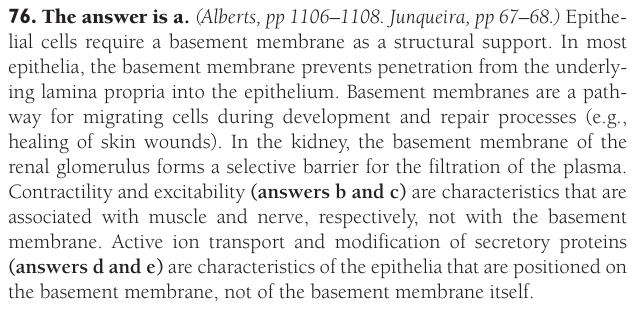 76. The answer is a. (Alberts, pp 1106–1108. Junqueira, pp 67–68.) Epithe-
lial cells require a basement membrane as a structural support. In most
epithelia, the basement membrane prevents penetration from the underly-
ing lamina propria into the epithelium. Basement membranes are a path-
way for migrating cells during development and repair processes (e.g.,
healing of skin wounds). In the kidney, the basement membrane of the
renal glomerulus forms a selective barrier for the filtration of the plasma.
Contractility and excitability (answers b and c) are characteristics that are
associated with muscle and nerve, respectively, not with the basement
membrane. Active ion transport and modification of secretory proteins
(answers d and e) are characteristics of the epithelia that are positioned on
the basement membrane, not of the basement membrane itself.